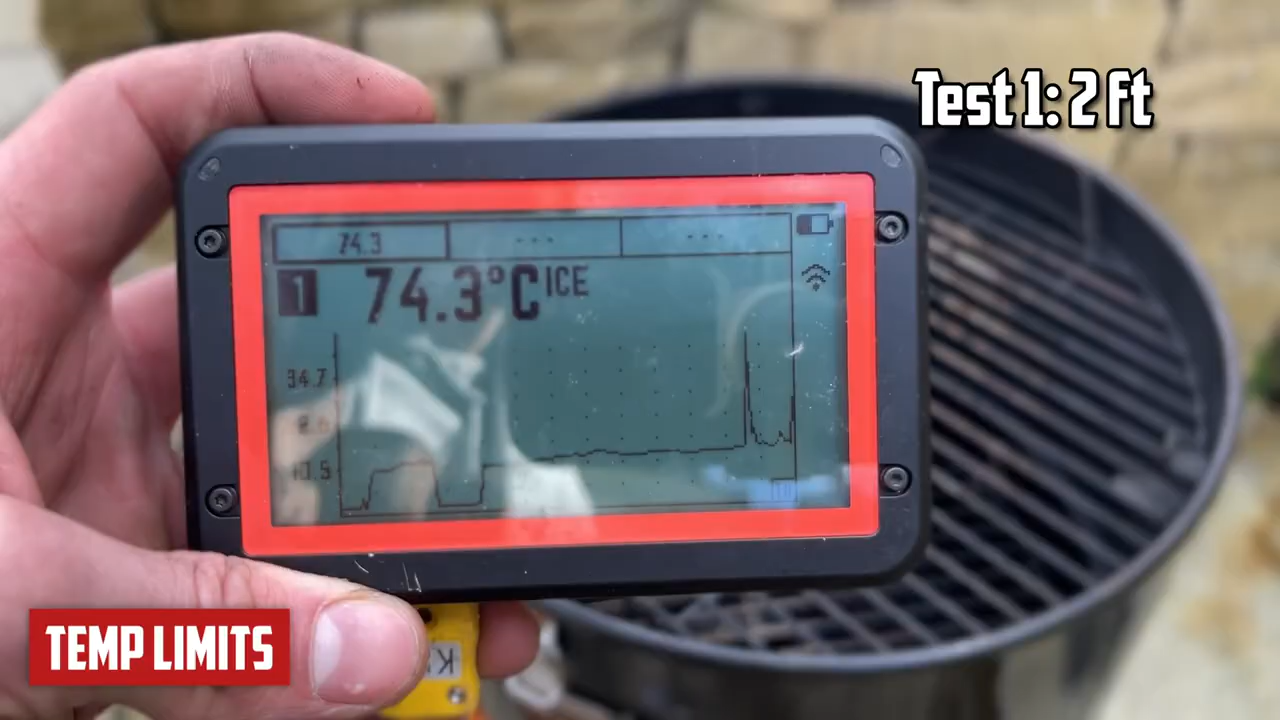 Test 1: 2 ft
74.3 --- ---
1 74.3°C ICE
34.7
10.5
K
TEMP LIMITS